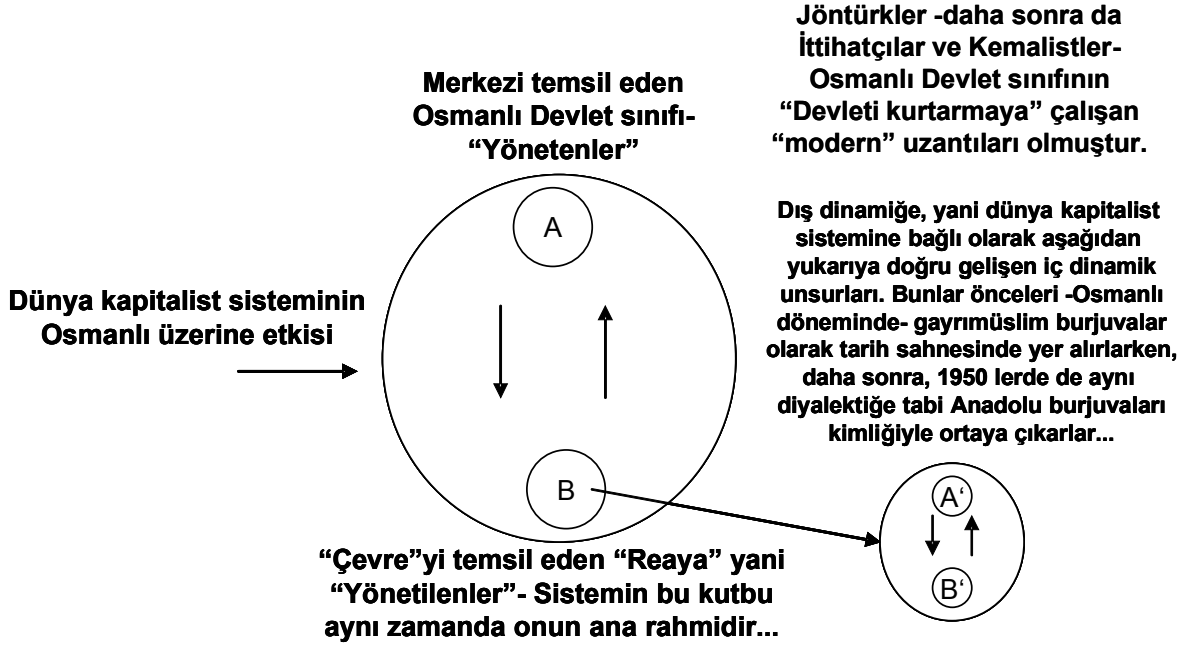 Jöntürkler -daha sonra da
İttihatçılar ve Kemalistler-
Osmanlı Devlet sınıfının
“Devleti kurtarmaya” çalışan
“modern” uzantıları olmuştur.
Merkezi temsil eden
Osmanlı Devlet sınıfı-
“Yönetenler”
A
Dış dinamiğe, yani dünya kapitalist
sistemine bağlı olarak aşağıdan
yukarıya doğru gelişen iç dinamik
unsurları. Bunlar önceleri -Osmanlı
döneminde- gayrımüslim burjuvalar
olarak tarih sahnesinde yer alırlarken,
daha sonra, 1950 lerde de aynı
diyalektiğe tabi Anadolu burjuvaları
kimliğiyle ortaya çıkarlar...
Dünya kapitalist sisteminin
Osmanlı üzerine etkisi
B
A‘
B‘
“Çevre”yi temsil eden “Reaya” yani
“Yönetilenler”- Sistemin bu kutbu
aynı zamanda onun ana rahmidir...